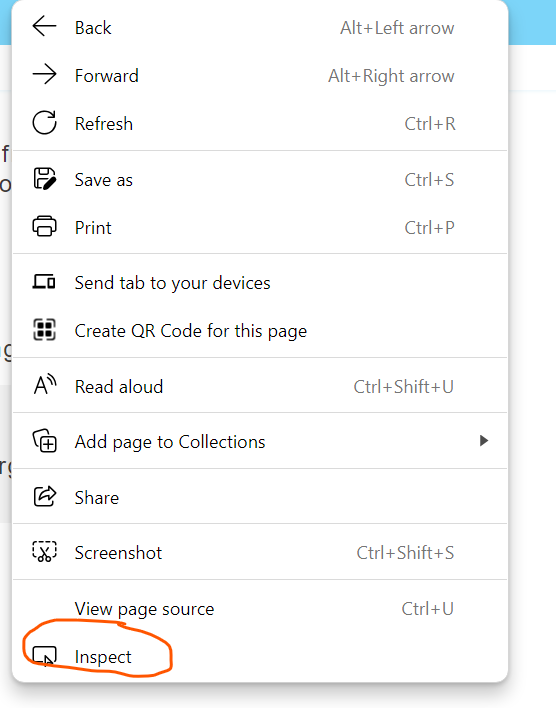 Back Alt+Left arrow
Forward Alt+Right arrow
Refresh Ctrl+R
Save as Ctrl+S
Print Ctrl+P
Send tab to your devices
Create QR Code for this page
Read aloud Ctrl+Shift+U
Add page to Collections
Share
Screenshot Ctrl+Shift+S
View page source Ctrl+U
Inspect